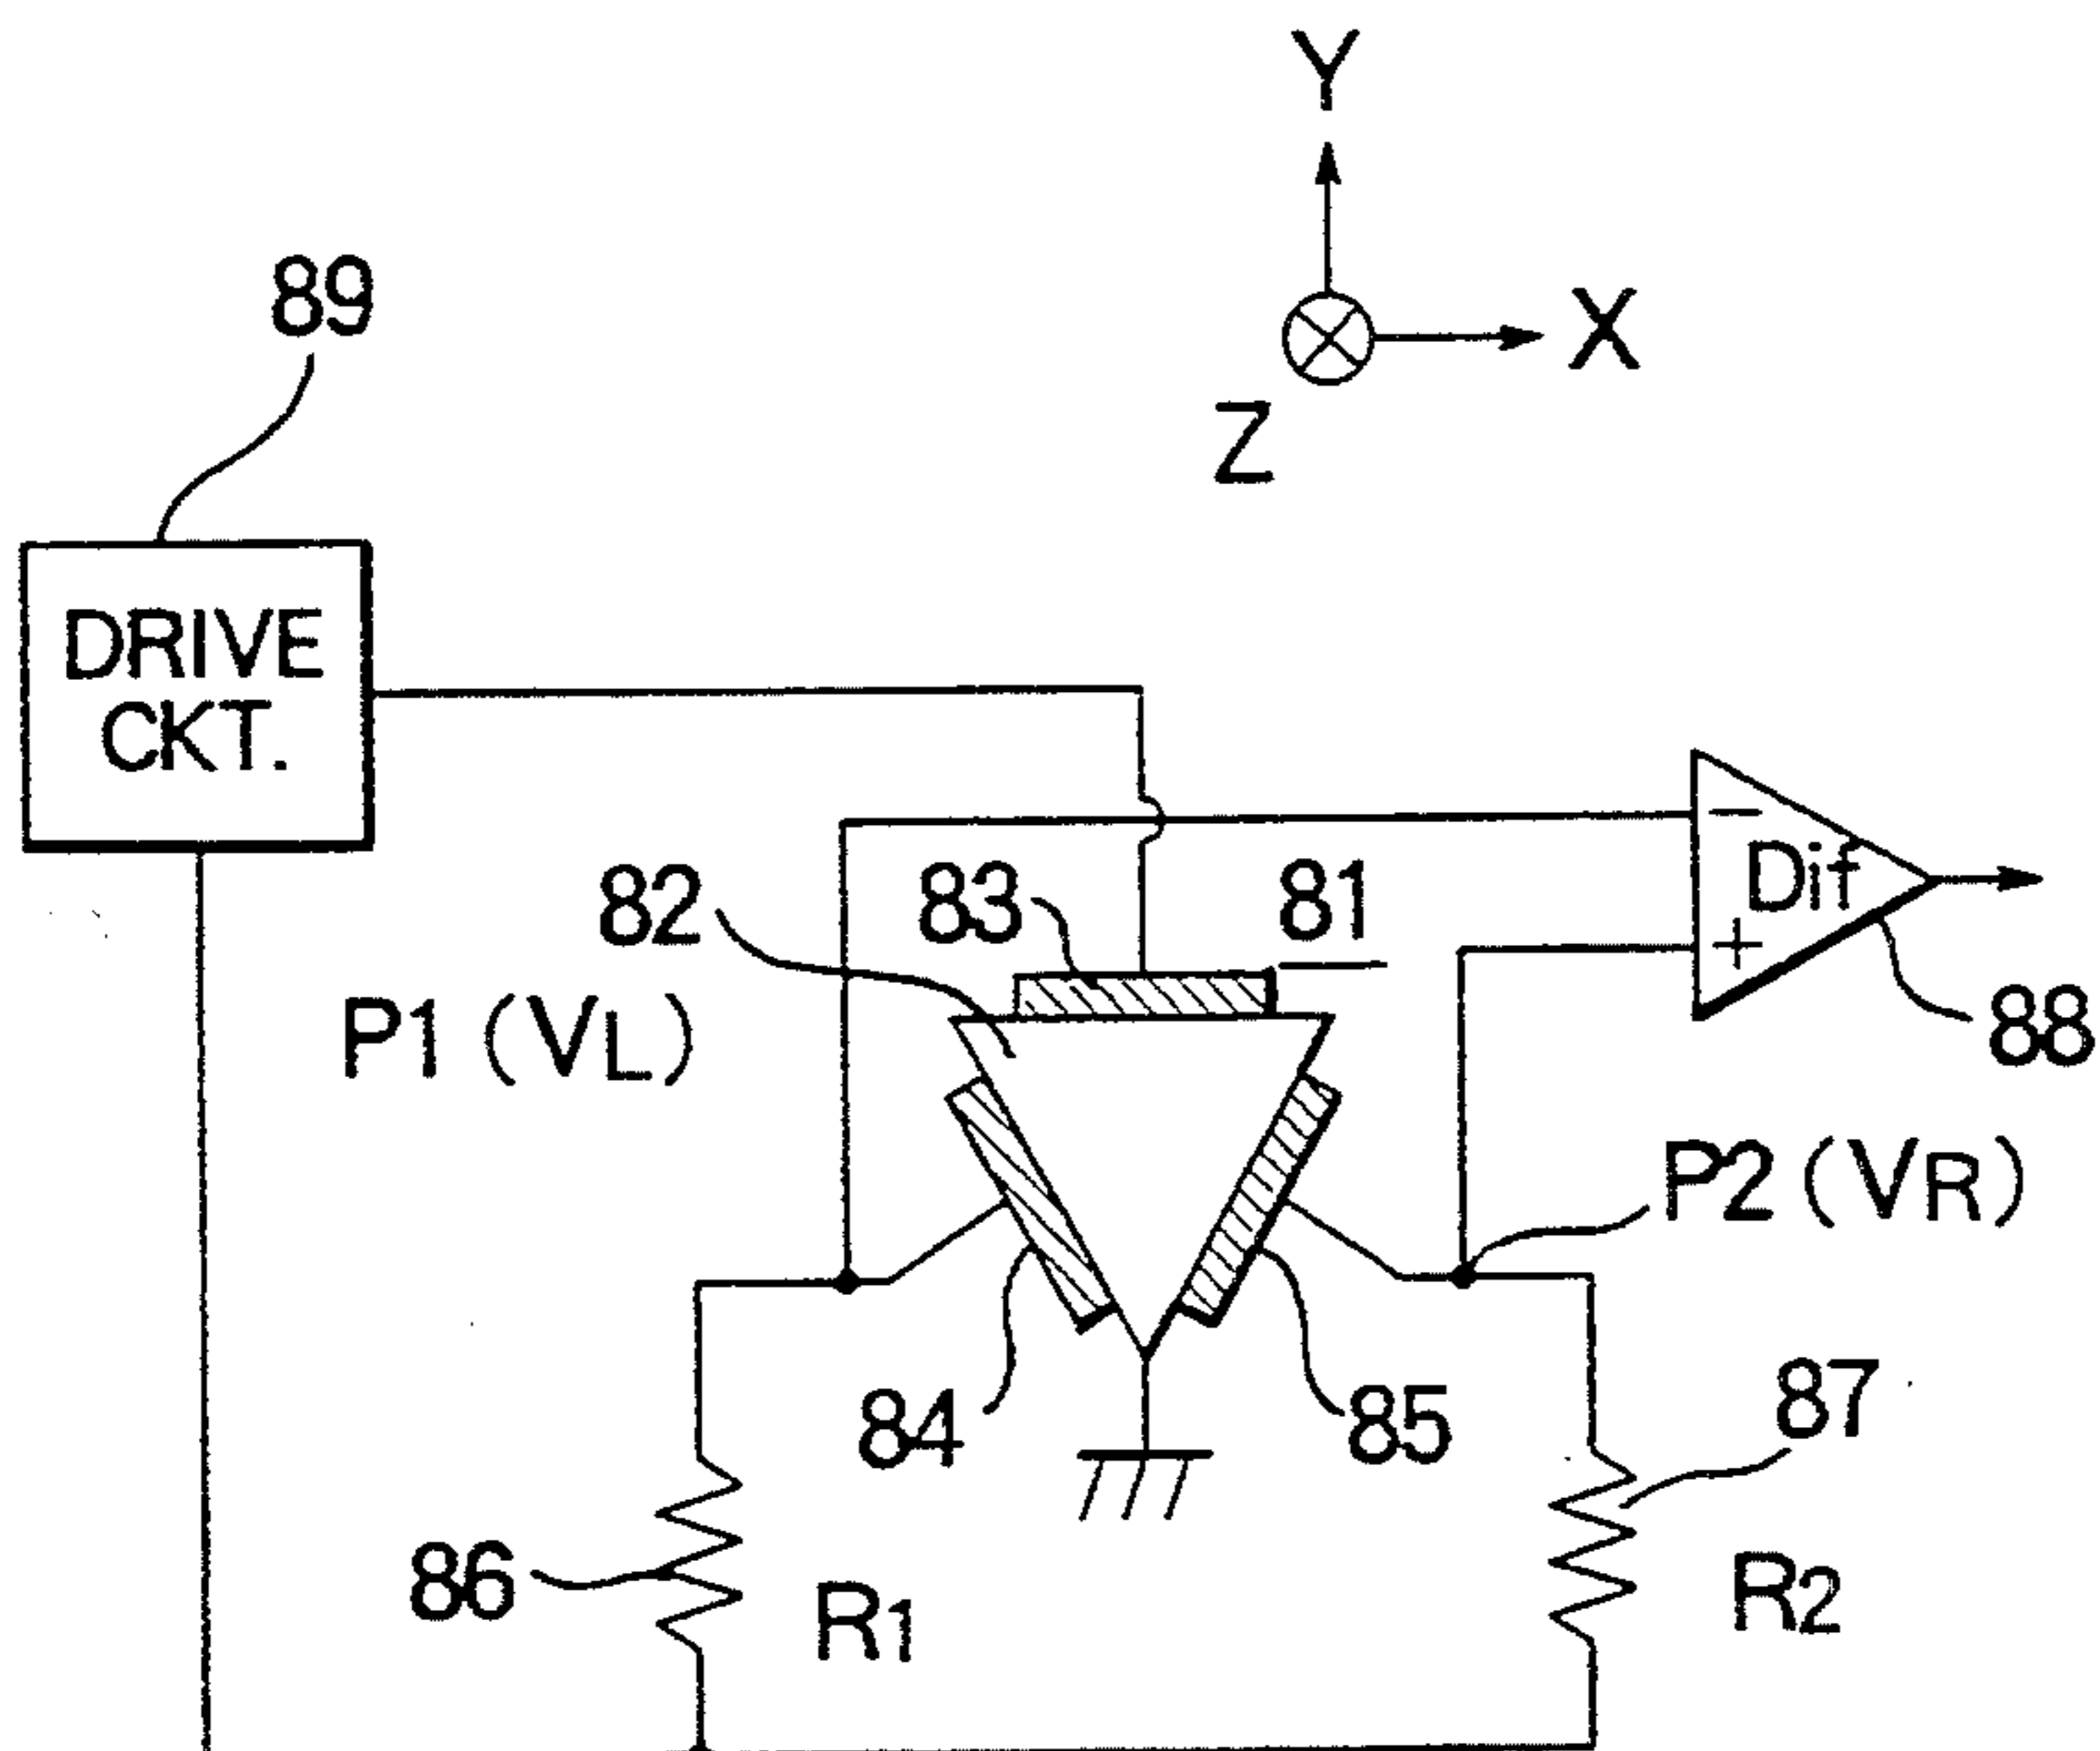 Y
X
Z
89
DRIVE
CKT.
82
83
81
− Dif
+
88
P1 (VL)
P2 (VR)
84
85
87
86
R1
R2